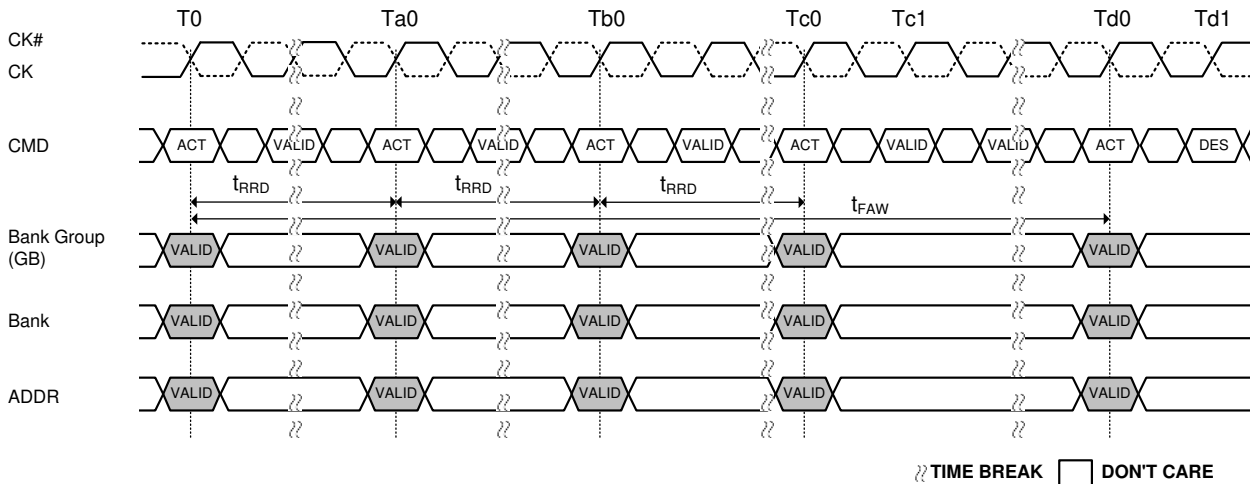 T0 Ta0 Tb0 Tc0 Tc1 Td0 Td1
CK#
CK
CMD ACT VALID ACT VALID ACT VALID ACT VALID VALID ACT DES
tRRD tRRD tRRD
tFAW
Bank Group
(GB) VALID VALID VALID VALID VALID
Bank VALID VALID VALID VALID VALID
ADDR VALID VALID VALID VALID VALID
TIME BREAK DON'T CARE